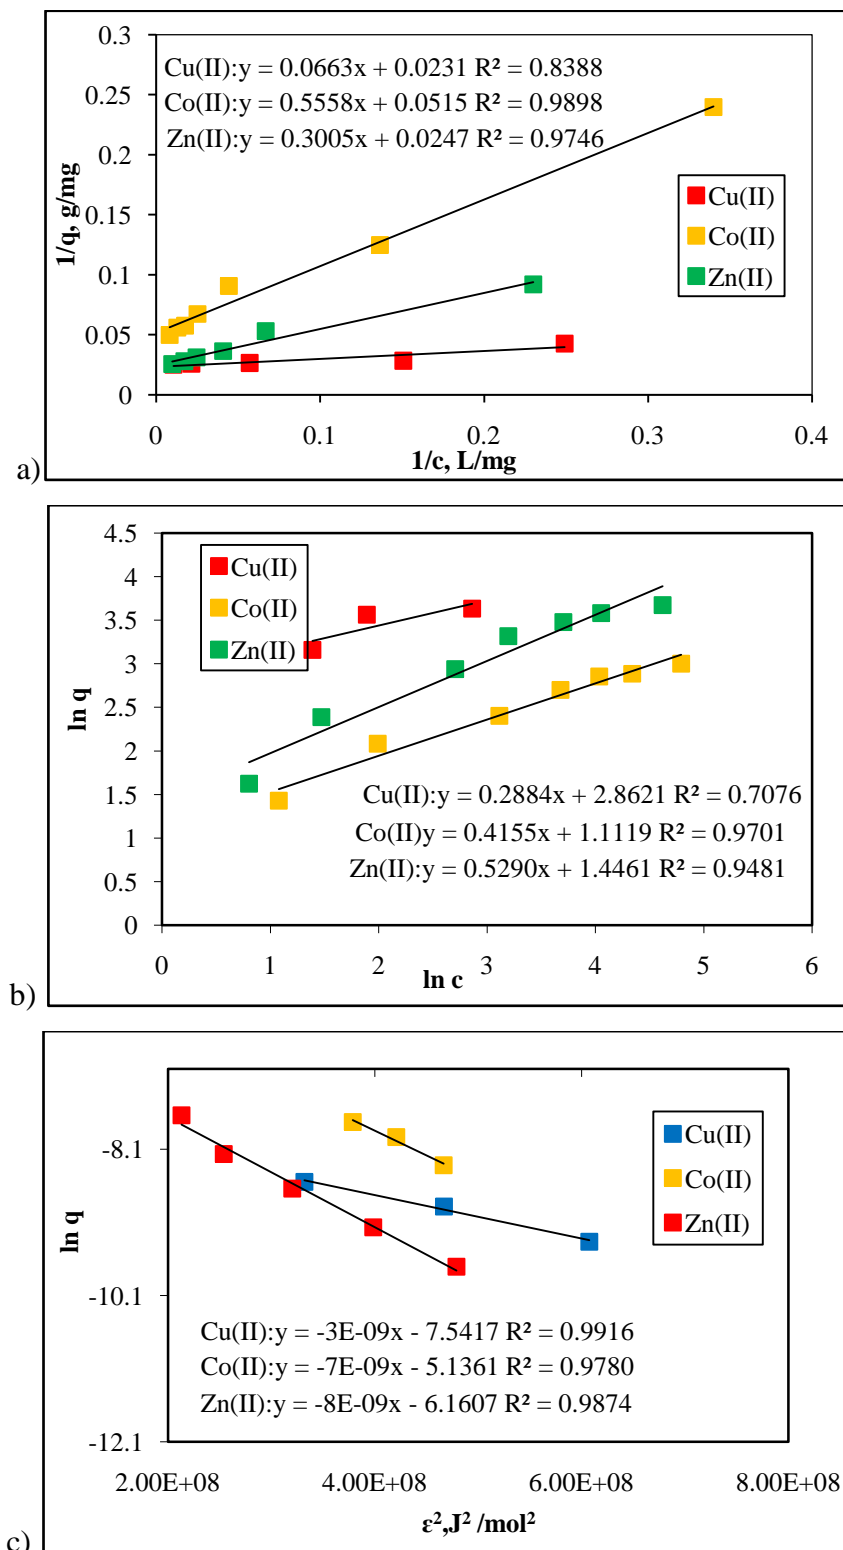 0.3
0.25
0.2
0.15
0.1
0.05
0
1/q, g/mg
Cu(II):y = 0.0663x + 0.0231 R² = 0.8388
Co(II):y = 0.5558x + 0.0515 R² = 0.9898
Zn(II):y = 0.3005x + 0.0247 R² = 0.9746
Cu(II)
Co(II)
Zn(II)
0 0.1 0.2 0.3 0.4
1/c, L/mg
a)
4.5
4
3.5
3
2.5
2
1.5
1
0.5
0
ln q
Cu(II)
Co(II)
Zn(II)
Cu(II):y = 0.2884x + 2.8621 R² = 0.7076
Co(II)y = 0.4155x + 1.1119 R² = 0.9701
Zn(II):y = 0.5290x + 1.4461 R² = 0.9481
0 1 2 3 4 5 6
ln c
b)
-8.1
-10.1
-12.1
ln q
Cu(II)
Co(II)
Zn(II)
Cu(II):y = -3E-09x - 7.5417 R² = 0.9916
Co(II):y = -7E-09x - 5.1361 R² = 0.9780
Zn(II):y = -8E-09x - 6.1607 R² = 0.9874
2.00E+08 4.00E+08 6.00E+08 8.00E+08
ε²,J² /mol²
c)